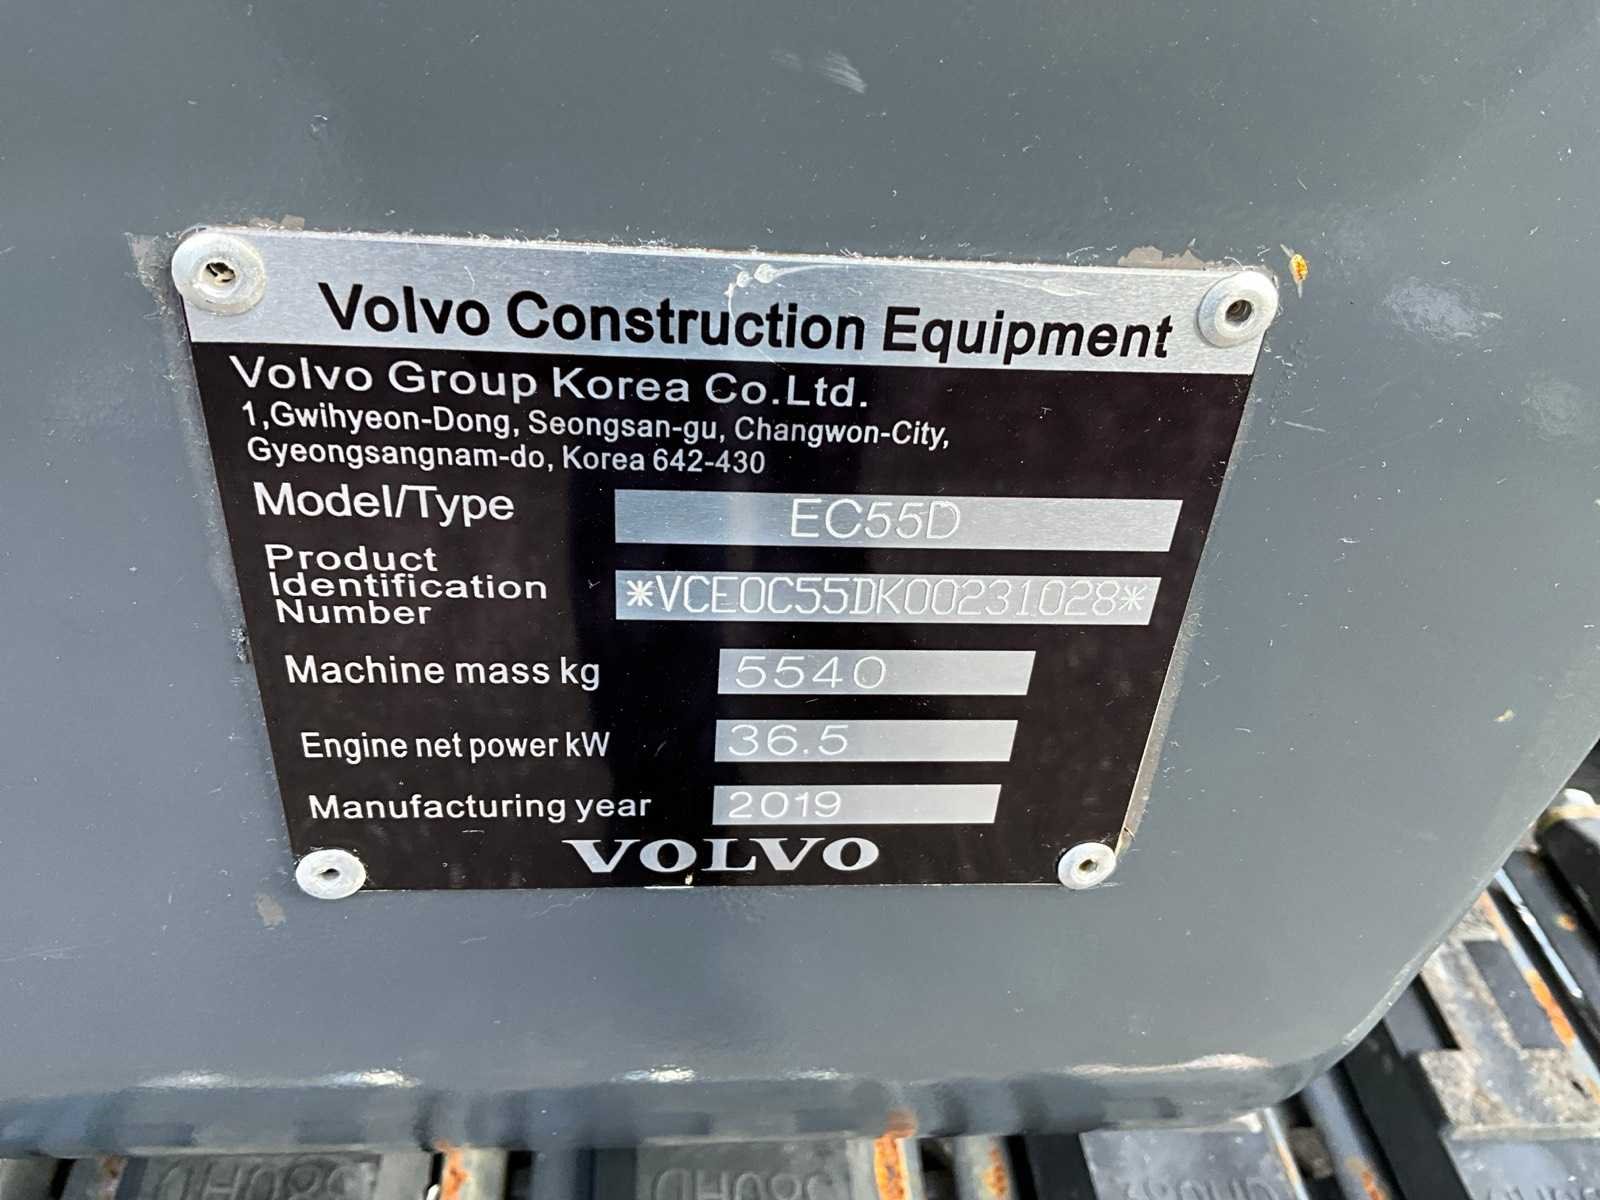 Volvo Construction Equipment
Volvo Group Korea Co.Ltd.
1,Gwihyeon-Dong, Seongsan-gu, Changwon-City,
Gyeongsangnam-do, Korea 642-430
Model/Type EC55D
Product
Identification
Number
*VCE0C55DK00231028*
Machine mass kg 5540
Engine net power kW 36.5
Manufacturing year 2019
VOLVO